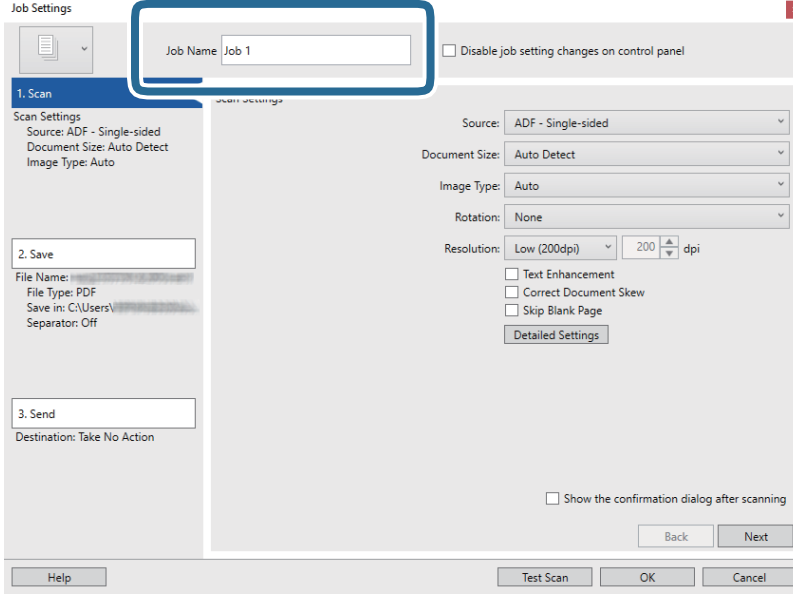 Job Settings
Job Name Job 1
Disable job setting changes on control panel
1. Scan
Scan Settings
Source: ADF - Single-sided
Document Size: Auto Detect
Image Type: Auto
2. Save
File Name:
File Type: PDF
Save in: C:\Users\
Separator: Off
3. Send
Destination: Take No Action
Scan Settings
Source: ADF - Single-sided
Document Size: Auto Detect
Image Type: Auto
Rotation: None
Resolution: Low (200dpi) 200 dpi
Text Enhancement
Correct Document Skew
Skip Blank Page
Detailed Settings
Show the confirmation dialog after scanning
Back Next
Help Test Scan OK Cancel